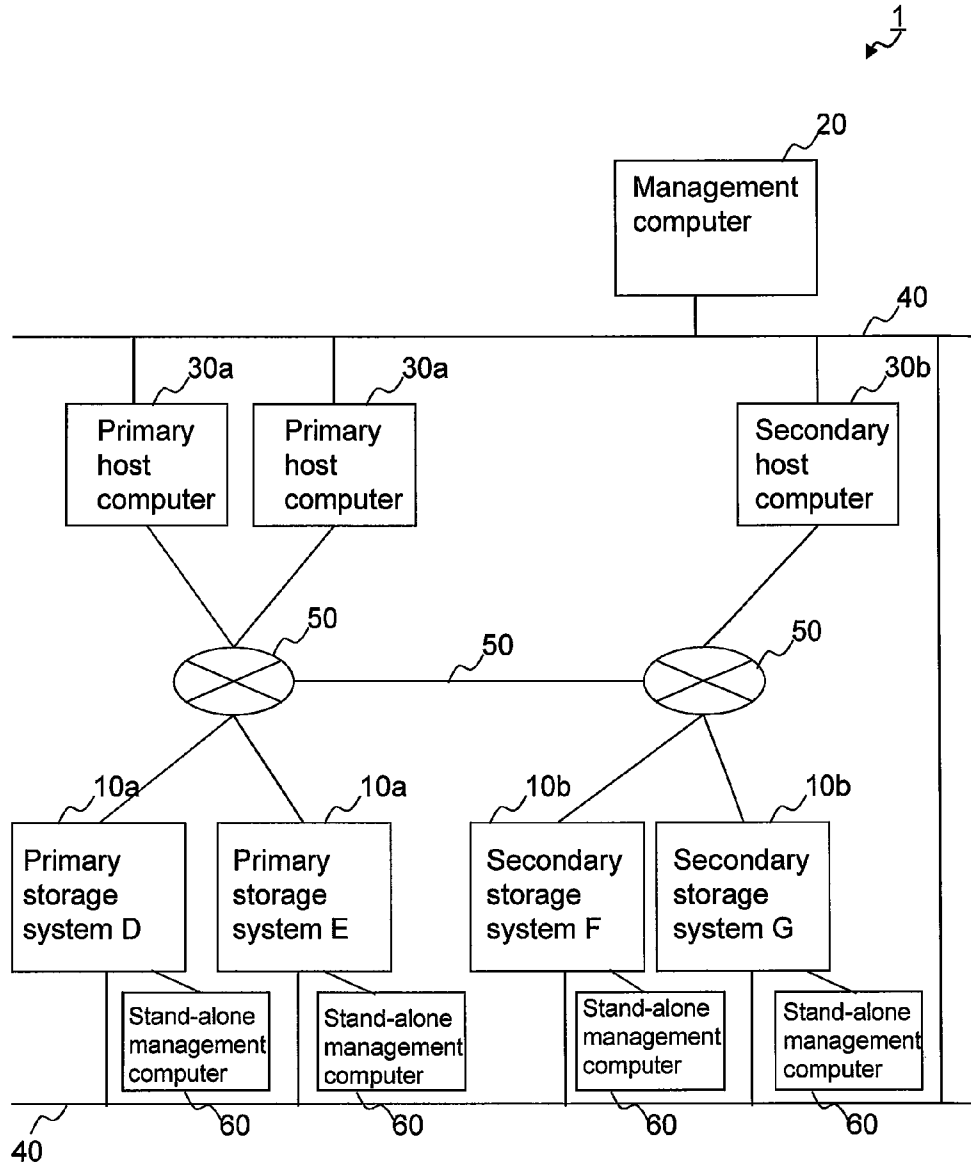 1
20
Management
computer
40
30a
30a
30b
Primary
host
computer
Primary
host
computer
Secondary
host
computer
50
50
50
10a
10a
10b
10b
Primary
storage
system D
Primary
storage
system E
Secondary
storage
system F
Secondary
storage
system G
Stand-alone
management
computer
Stand-alone
management
computer
Stand-alone
management
computer
Stand-alone
management
computer
40
60
60
60
60